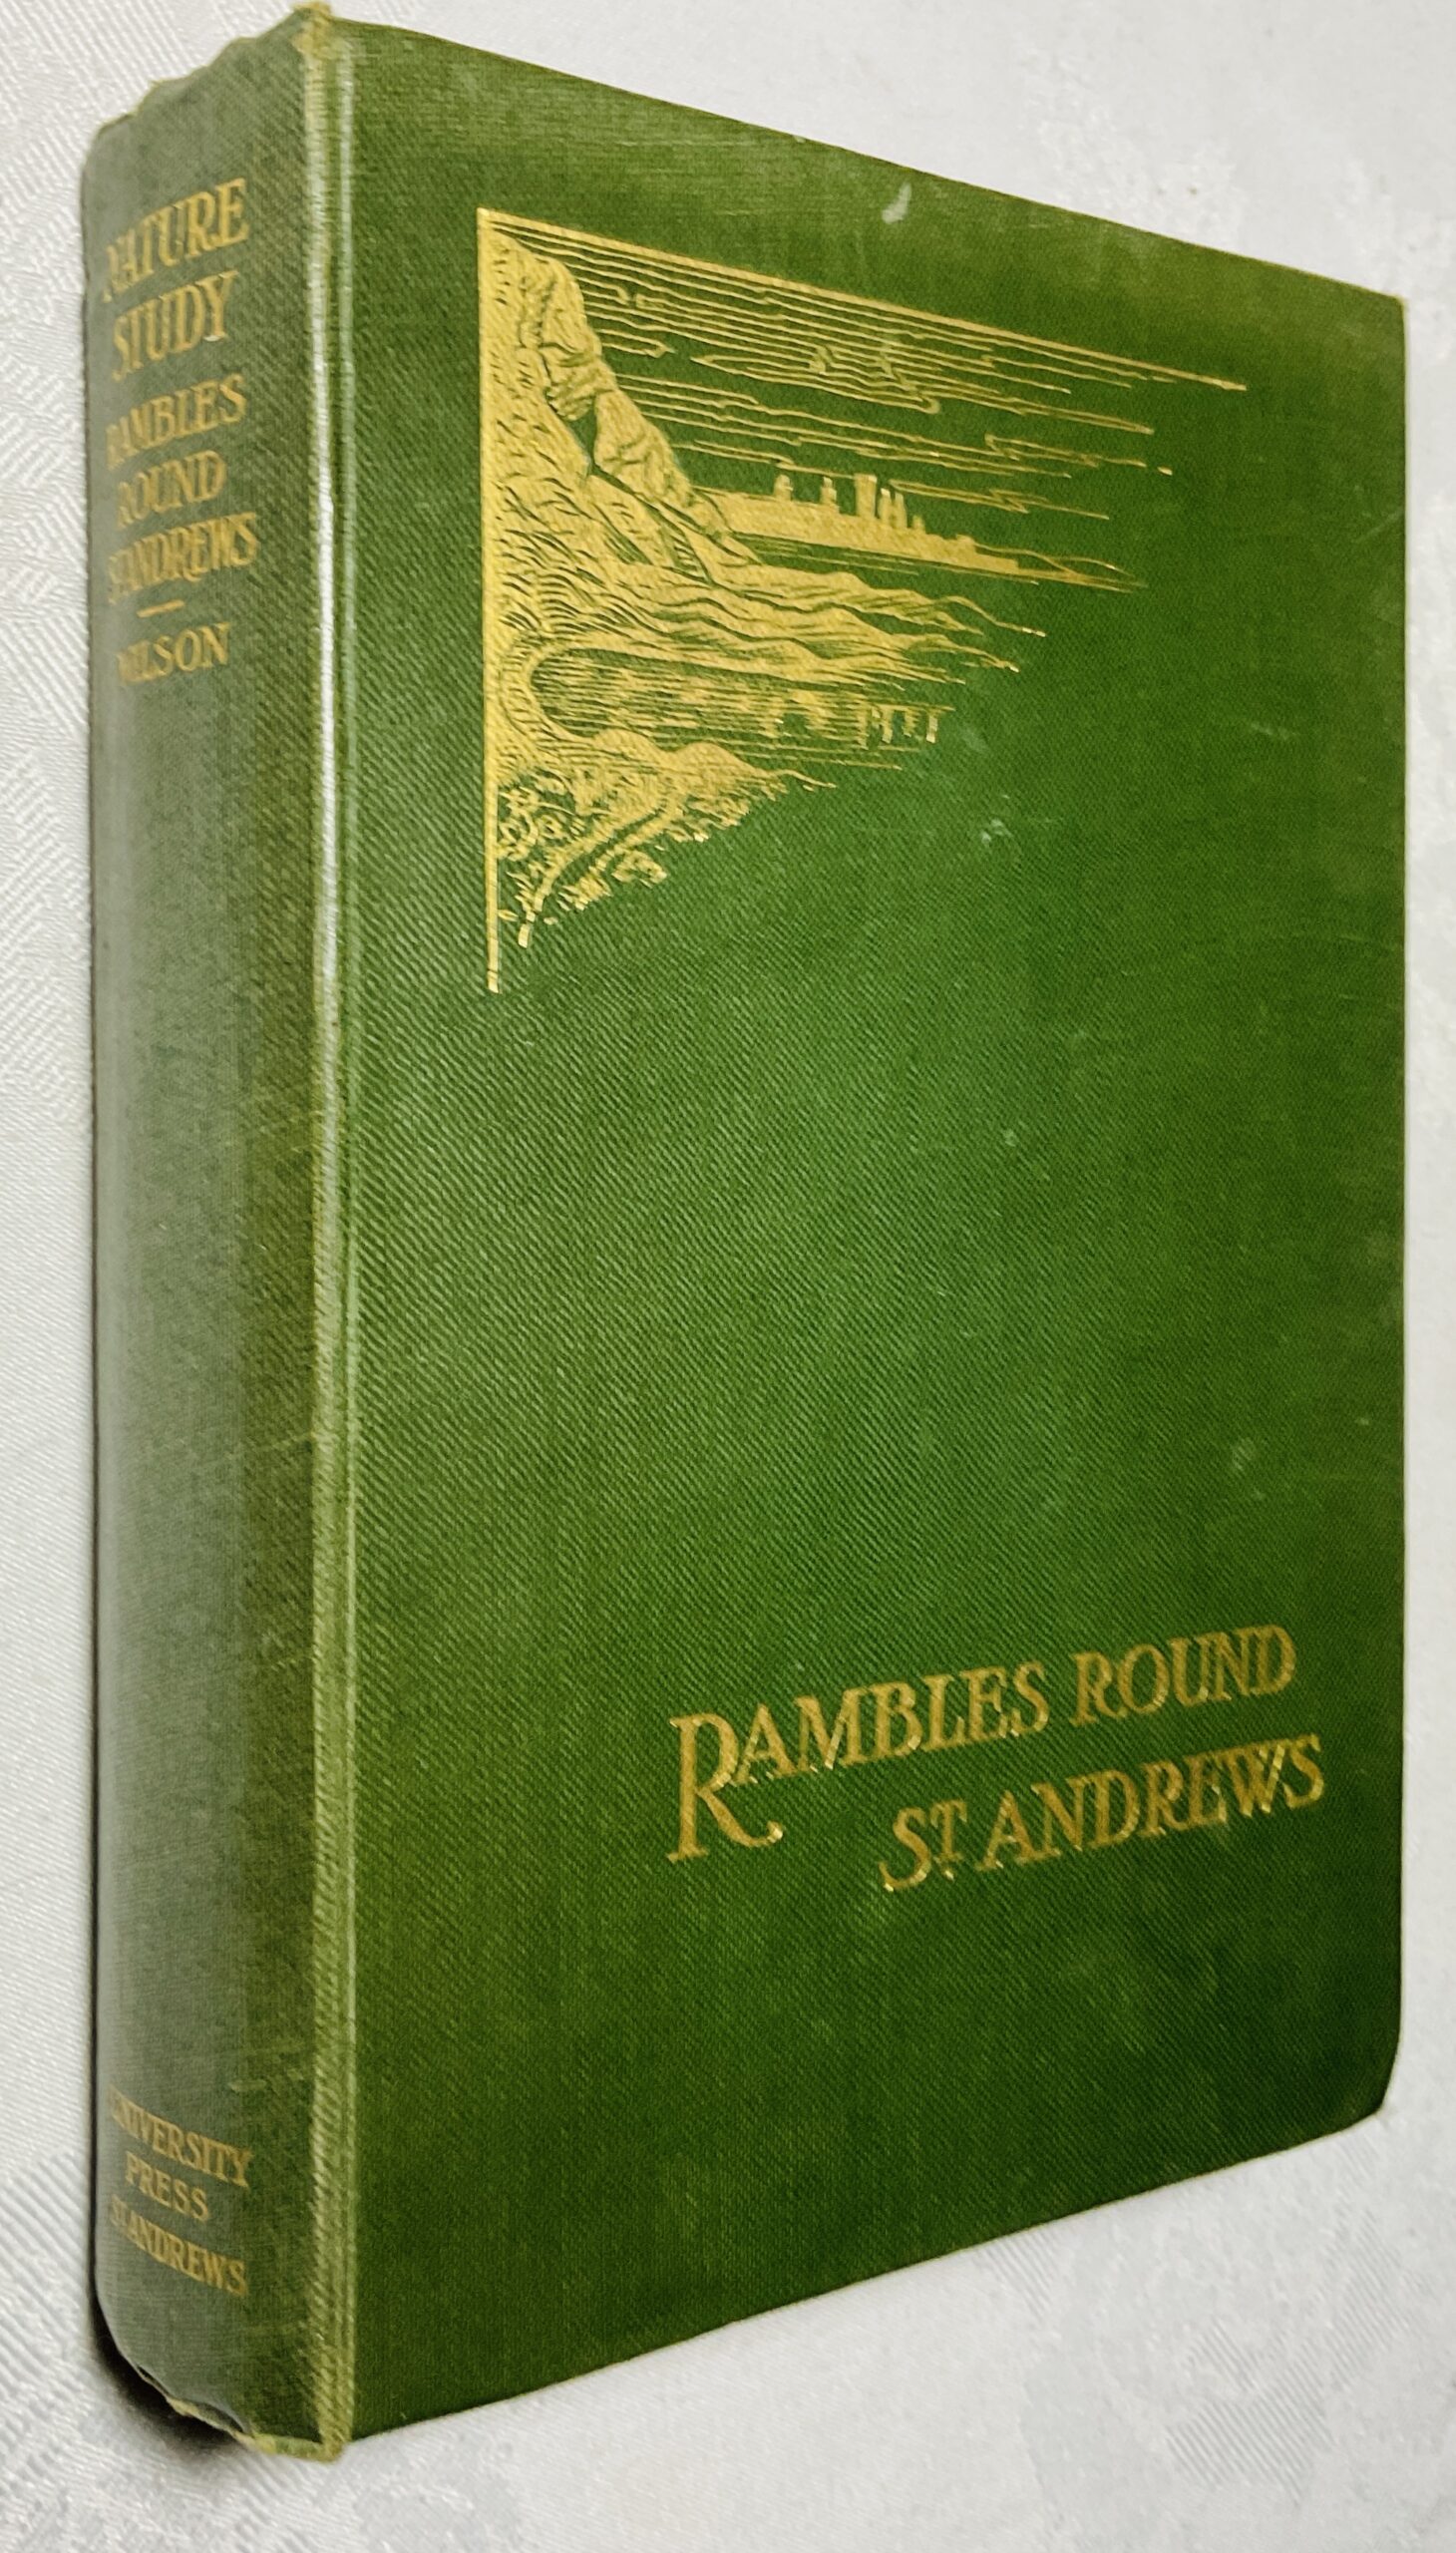 NATURE
STUDY
RAMBLES
ROUND
ST ANDREWS
WILSON
UNIVERSITY
PRESS
ST ANDREWS
RAMBLES ROUND
ST ANDREWS